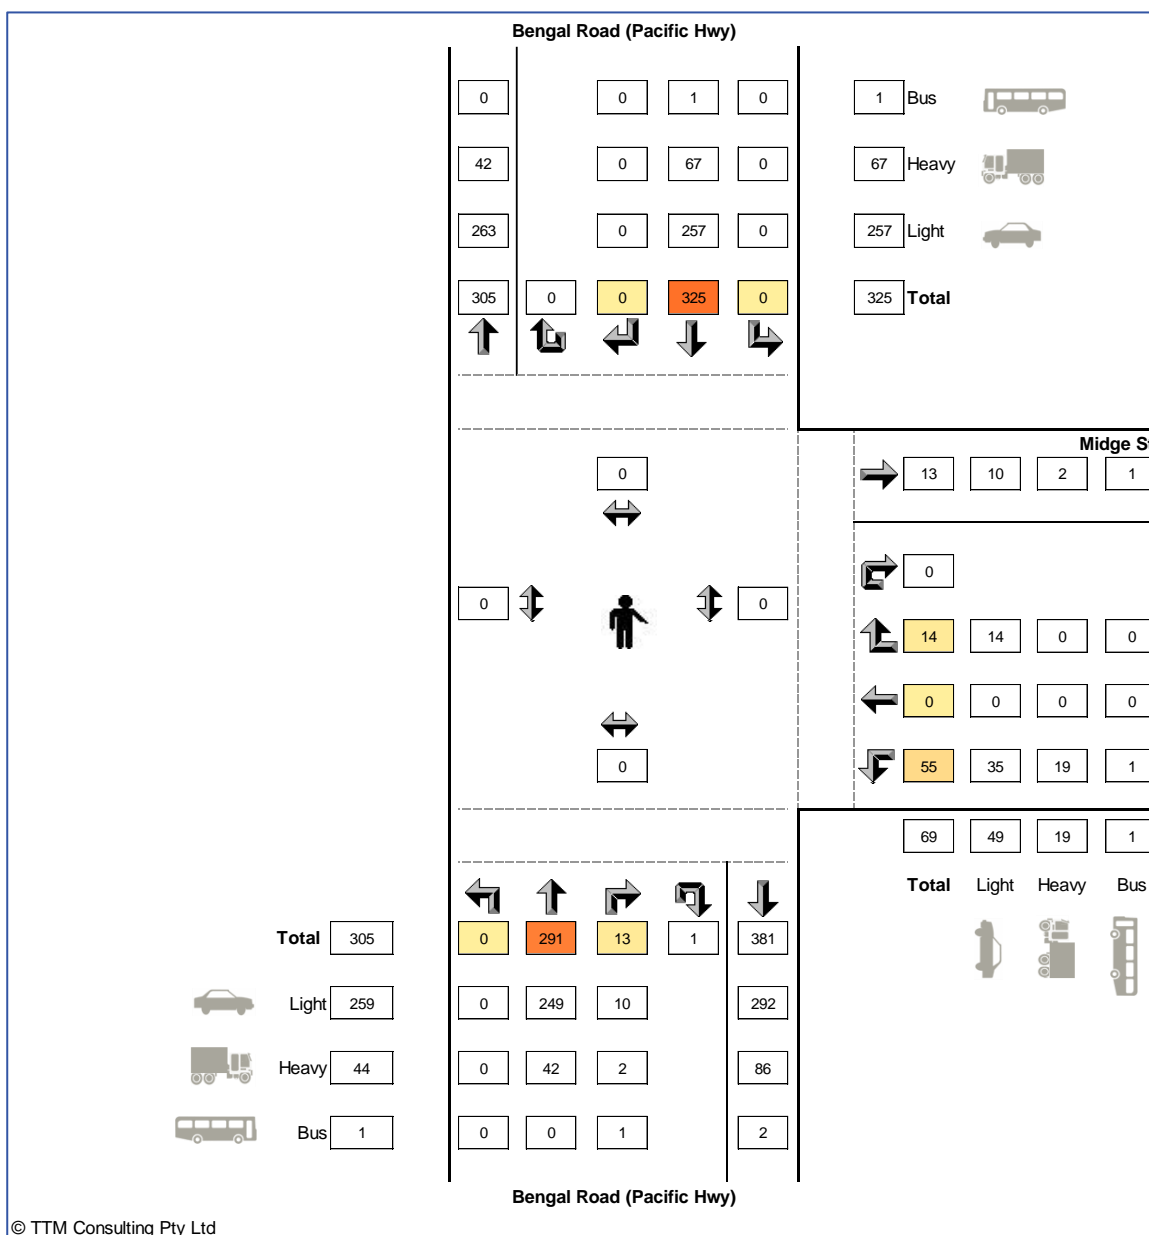 Bengal Road (Pacific Hwy)
0 0 1 0 1 Bus
42 0 67 0 67 Heavy
263 0 257 0 257 Light
305 0 0 325 0 325 Total
Midge St
0 13 10 2 1
0
0 0
14 14 0 0
0 0 0 0
0 55 35 19 1
69 49 19 1
Total Light Heavy Bus
Total 305 0 291 13 1 381
Light 259 0 249 10 292
Heavy 44 0 42 2 86
Bus 1 0 0 1 2
Bengal Road (Pacific Hwy)
© TTM Consulting Pty Ltd